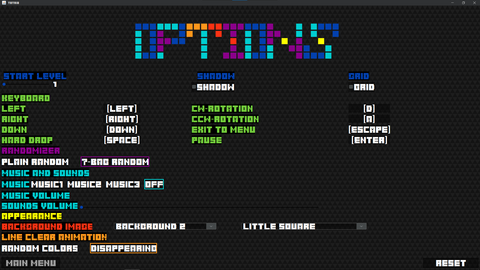 TETRIS
OPTIONS
START LEVEL SHADOW GRID
1 SHADOW GRID
KEYBOARD
LEFT [LEFT] CW-ROTATION [D]
RIGHT [RIGHT] CCW-ROTATION [A]
DOWN [DOWN] EXIT TO MENU [ESCAPE]
HARD DROP [SPACE] PAUSE [ENTER]
RANDOMIZER
PLAIN RANDOM 7-BAG RANDOM
MUSIC AND SOUNDS
MUSIC MUSIC1 MUSIC2 MUSIC3 OFF
MUSIC VOLUME
SOUNDS VOLUME
APPEARANCE
BACKGROUND IMAGE BACKGROUND 2 LITTLE SQUARE
LINE CLEAR ANIMATION
RANDOM COLORS DISAPPEARING
MAIN MENU RESET